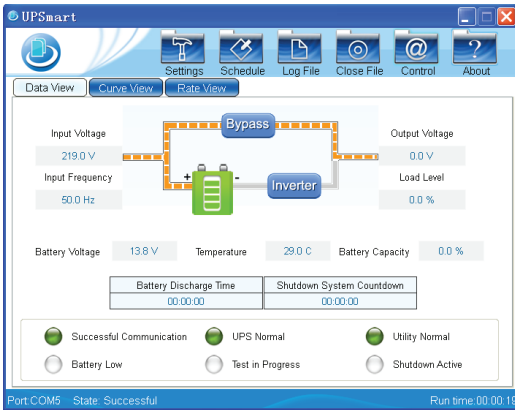 UPSmart
Settings Schedule Log File Close File Control About
Data View Curve View Rate View
Bypass
Input Voltage Output Voltage
219.0 V 0.0 V
Input Frequency + - Inverter Load Level
50.0 Hz 0.0 %
Battery Voltage 13.8 V Temperature 29.0 C Battery Capacity 0.0 %
Battery Discharge Time Shutdown System Countdown
00:00:00 00:00:00
Successful Communication UPS Normal Utility Normal
Battery Low Test in Progress Shutdown Active
Port:COM5 State: Successful Run time:00:00:19